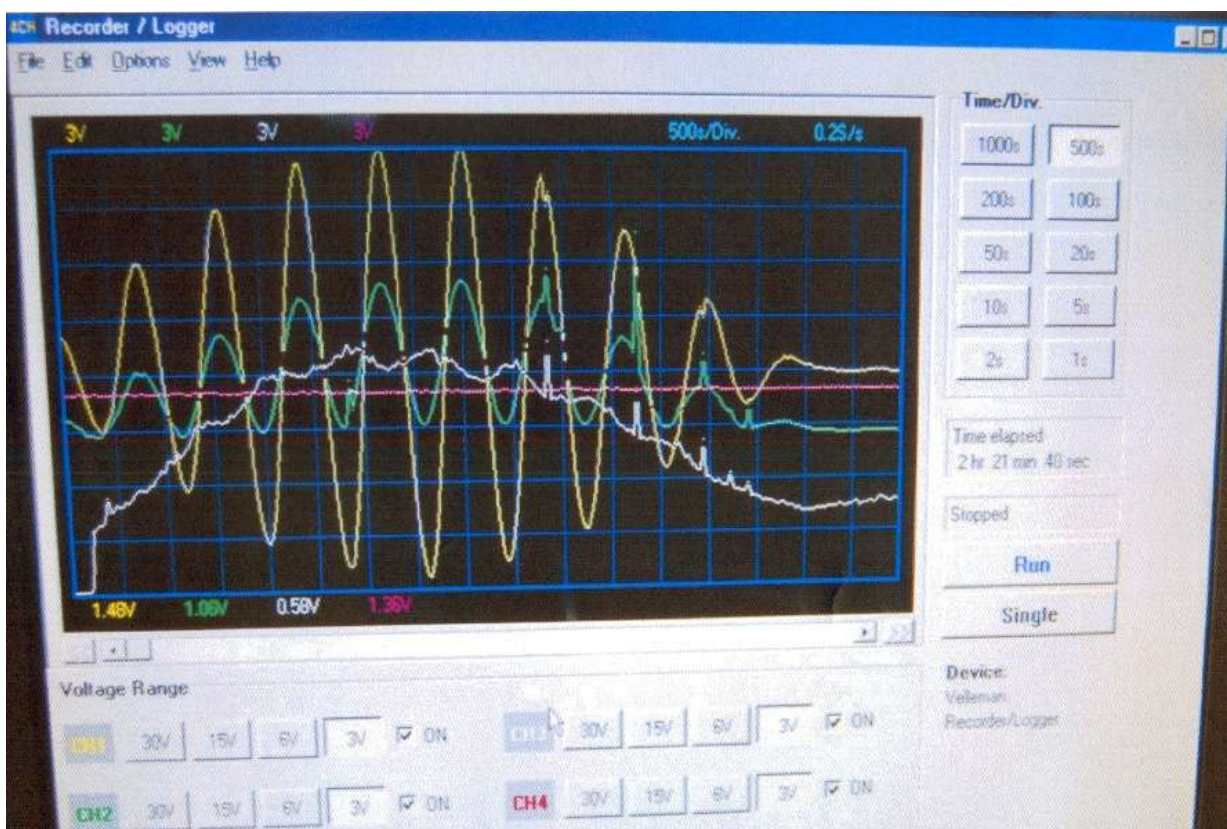 4CH Recorder / Logger
File Edit Options View Help
3V 3V 3V 3V 500s/Div. 0.2S/s
1.48V 1.06V 0.58V 1.36V
Time/Div.
1000s 500s
200s 100s
50s 20s
10s 5s
2s 1s
Time elapsed
2 hr 21 min 40 sec
Stopped
Run
Single
Device:
Velleman
Recorder/Logger
Voltage Range
CH1 30V 15V 6V 3V ON CH3 30V 15V 6V 3V ON
CH2 30V 15V 6V 3V ON CH4 30V 15V 6V 3V ON